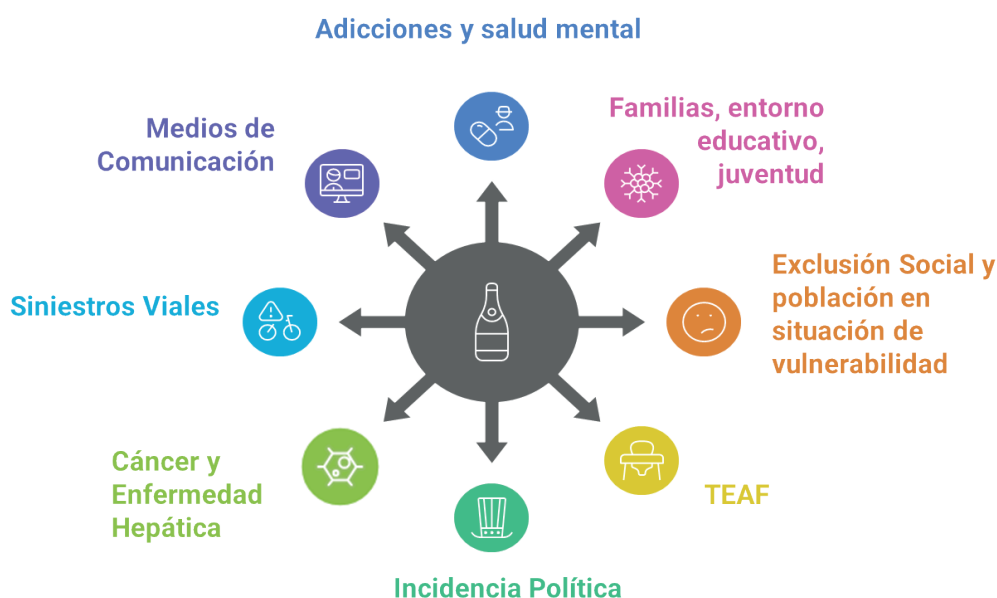 Adicciones y salud mental
Familias, entorno
educativo,
juventud
Medios de
Comunicación
Exclusión Social y
población en
situación de
vulnerabilidad
Siniestros Viales
Cáncer y
Enfermedad
Hepática
TEAF
Incidencia Política